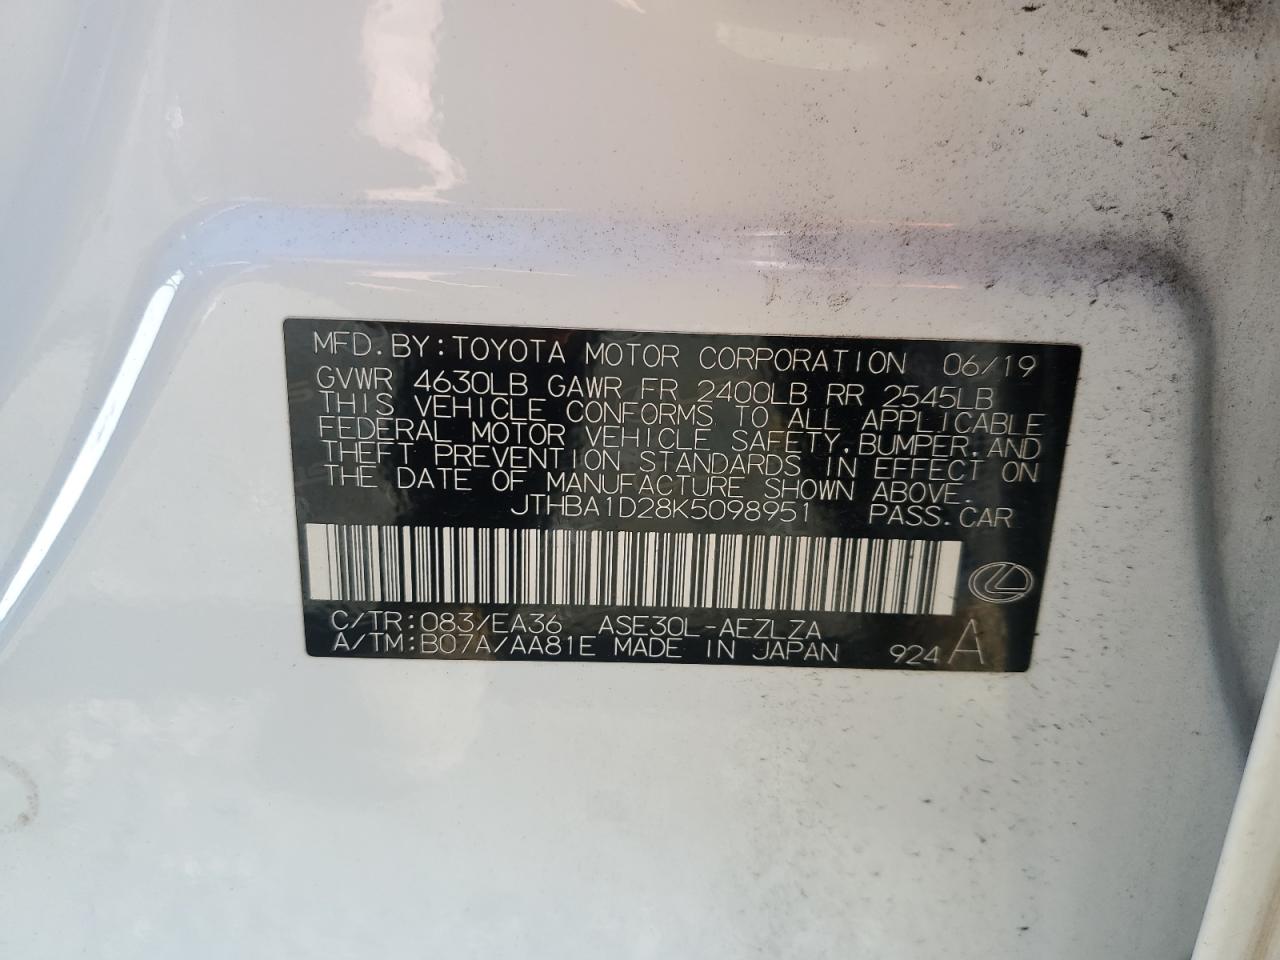 MFD.BY:TOYOTA MOTOR CORPORATION 06/19
GVWR 4630LB GAWR FR 2400LB RR 2545LB
THIS VEHICLE CONFORMS TO ALL APPLICABLE
FEDERAL MOTOR VEHICLE SAFETY,BUMPER,AND
THEFT PREVENTION STANDARDS IN EFFECT ON
THE DATE OF MANUFACTURE SHOWN ABOVE.
JTHBA1D28K5098951 PASS.CAR
C/TR:083/EA36 ASE30L-AEZLZA
A/TM:B07A/AA81E MADE IN JAPAN 924 A